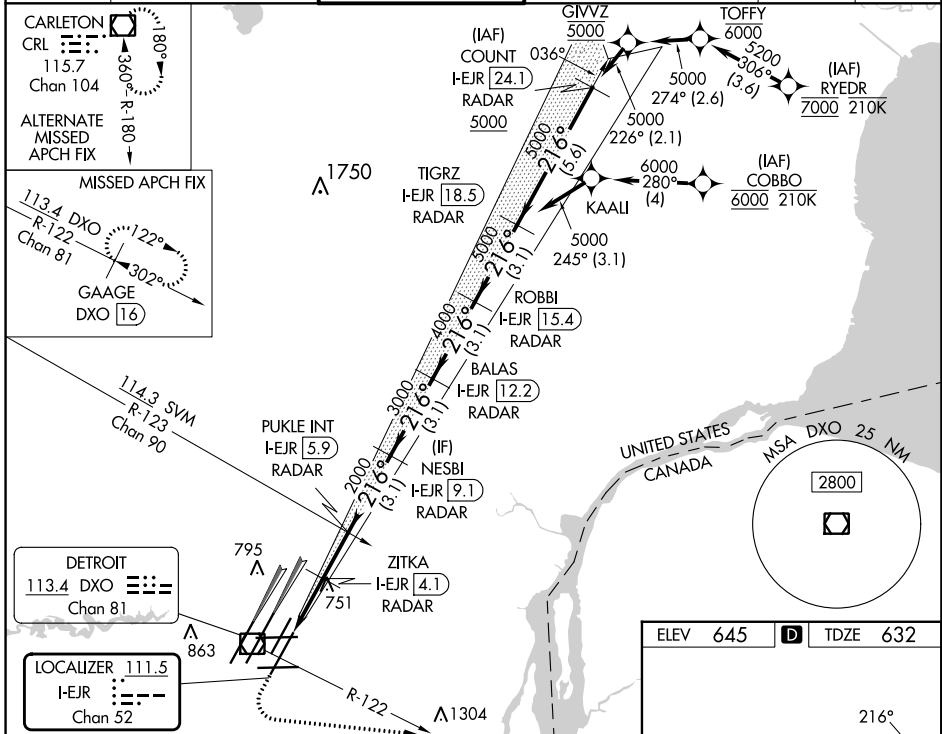 CARLETON
CRL
115.7
Chan 104
180°
360°
R-180
ALTERNATE
MISSED
APCH FIX
MISSED APCH FIX
113.4 DXO
R-122
Chan 81
122°
302°
GAAGE
DXO 16
1750
(IAF)
COUNT
I-EJR 24.1
RADAR
5000
036°
GIVVZ
5000
TOFFY
6000
5200
306°
(3.6)
(IAF)
RYEDR
7000 210K
5000
274° (2.6)
5000
226° (2.1)
5000
216°
(5.6)
TIGRZ
I-EJR 18.5
RADAR
6000
280°
(4)
(IAF)
COBBO
6000 210K
KAALI
5000
245° (3.1)
5000
216°
(3.1)
ROBBI
I-EJR 15.4
RADAR
4000
216°
(3.1)
BALAS
I-EJR 12.2
RADAR
3000
216°
(3.1)
(IF)
NESBI
I-EJR 9.1
RADAR
2000
216°
(3.1)
PUKLE INT
I-EJR 5.9
RADAR
114.3 SVM
R-123
Chan 90
UNITED STATES
CANADA
MSA DXO 25 NM
2800
ZITKA
I-EJR 4.1
RADAR
795
751
863
DETROIT
113.4 DXO
Chan 81
LOCALIZER 111.5
I-EJR
Chan 52
R-122
1304
ELEV 645 D TDZE 632
216°